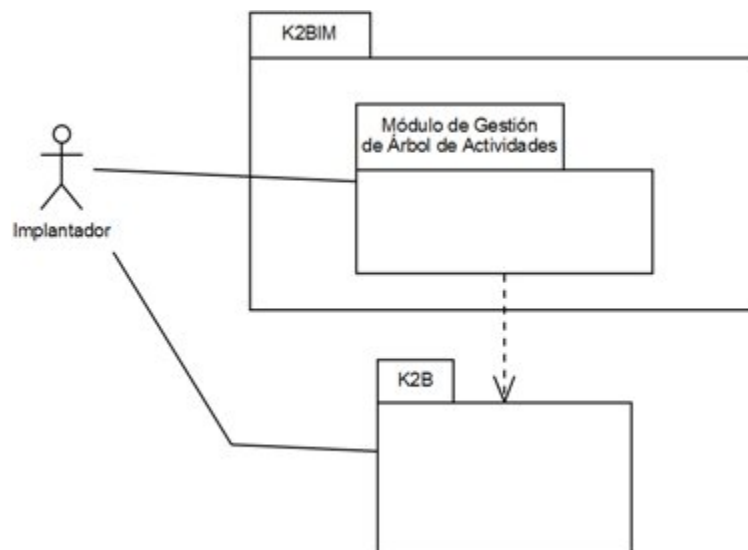 K2BIM
Módulo de Gestión
de Árbol de Actividades
Implantador
K2B